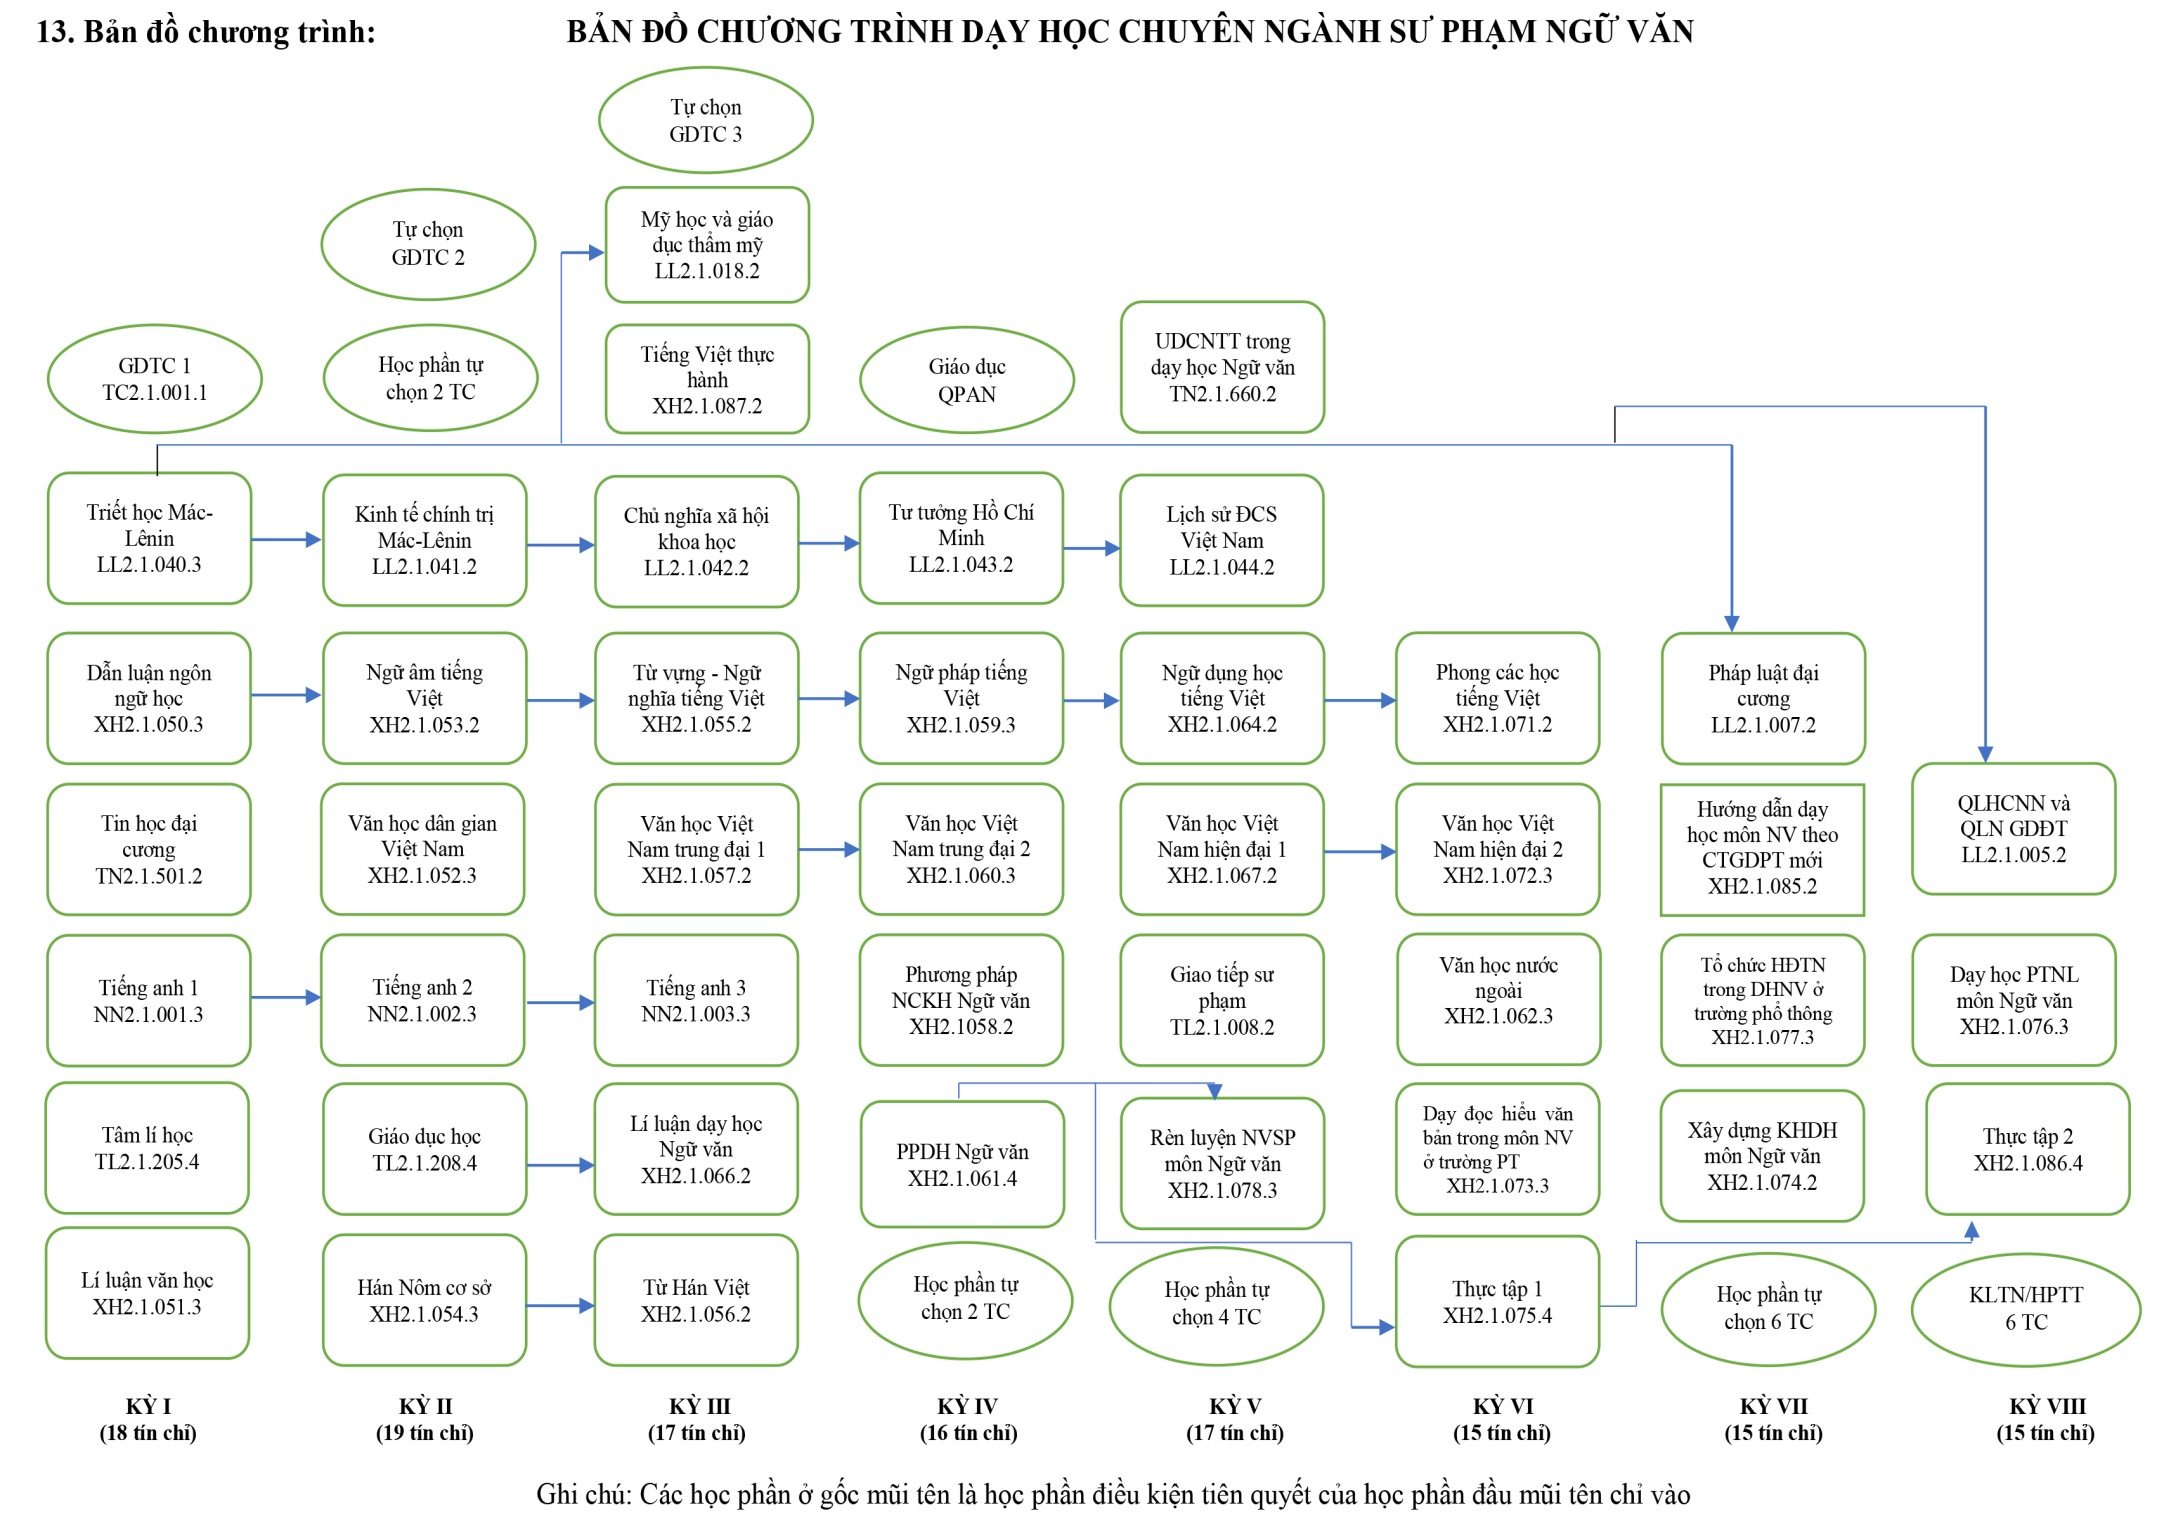 13. Bản đồ chương trình:
BẢN ĐỒ CHƯƠNG TRÌNH DẠY HỌC CHUYÊN NGÀNH SƯ PHẠM NGỮ VĂN
Tự chọn
GDTC 3
Tự chọn
GDTC 2
Mỹ học và giáo
dục thẩm mỹ
LL2.1.018.2
GDTC 1
TC2.1.001.1
Học phần tự
chọn 2 TC
Tiếng Việt thực
hành
XH2.1.087.2
Giáo dục
QPAN
UDCNTT trong
dạy học Ngữ văn
TN2.1.660.2
Triết học Mác-
Lênin
LL2.1.040.3
Kinh tế chính trị
Mác-Lênin
LL2.1.041.2
Chủ nghĩa xã hội
khoa học
LL2.1.042.2
Tư tưởng Hồ Chí
Minh
LL2.1.043.2
Lịch sử ĐCS
Việt Nam
LL2.1.044.2
Dẫn luận ngôn
ngữ học
XH2.1.050.3
Ngữ âm tiếng
Việt
XH2.1.053.2
Từ vựng - Ngữ
nghĩa tiếng Việt
XH2.1.055.2
Ngữ pháp tiếng
Việt
XH2.1.059.3
Ngữ dụng học
tiếng Việt
XH2.1.064.2
Phong các học
tiếng Việt
XH2.1.071.2
Pháp luật đại
cương
LL2.1.007.2
Tin học đại
cương
TN2.1.501.2
Văn học dân gian
Việt Nam
XH2.1.052.3
Văn học Việt
Nam trung đại 1
XH2.1.057.2
Văn học Việt
Nam trung đại 2
XH2.1.060.3
Văn học Việt
Nam hiện đại 1
XH2.1.067.2
Văn học Việt
Nam hiện đại 2
XH2.1.072.3
Hướng dẫn dạy
học môn NV theo
CTGDPT mới
XH2.1.085.2
QLHCNN và
QLN GDĐT
LL2.1.005.2
Tiếng anh 1
NN2.1.001.3
Tiếng anh 2
NN2.1.002.3
Tiếng anh 3
NN2.1.003.3
Phương pháp
NCKH Ngữ văn
XH2.1058.2
Giao tiếp sư
phạm
TL2.1.008.2
Văn học nước
ngoài
XH2.1.062.3
Tổ chức HĐTN
trong DHNV ở
trường phổ thông
XH2.1.077.3
Dạy học PTNL
môn Ngữ văn
XH2.1.076.3
Tâm lí học
TL2.1.205.4
Giáo dục học
TL2.1.208.4
Lí luận dạy học
Ngữ văn
XH2.1.066.2
PPDH Ngữ văn
XH2.1.061.4
Rèn luyện NVSP
môn Ngữ văn
XH2.1.078.3
Dạy đọc hiểu văn
bản trong môn NV
ở trường PT
XH2.1.073.3
Xây dựng KHDH
môn Ngữ văn
XH2.1.074.2
Thực tập 2
XH2.1.086.4
Lí luận văn học
XH2.1.051.3
Hán Nôm cơ sở
XH2.1.054.3
Từ Hán Việt
XH2.1.056.2
Học phần tự
chọn 2 TC
Học phần tự
chọn 4 TC
Thực tập 1
XH2.1.075.4
Học phần tự
chọn 6 TC
KLTN/HPTT
6 TC
KỲ I
(18 tín chỉ)
KỲ II
(19 tín chỉ)
KỲ III
(17 tín chỉ)
KỲ IV
(16 tín chỉ)
KỲ V
(17 tín chỉ)
KỲ VI
(15 tín chỉ)
KỲ VII
(15 tín chỉ)
KỲ VIII
(15 tín chỉ)
Ghi chú: Các học phần ở gốc mũi tên là học phần điều kiện tiên quyết của học phần đầu mũi tên chỉ vào